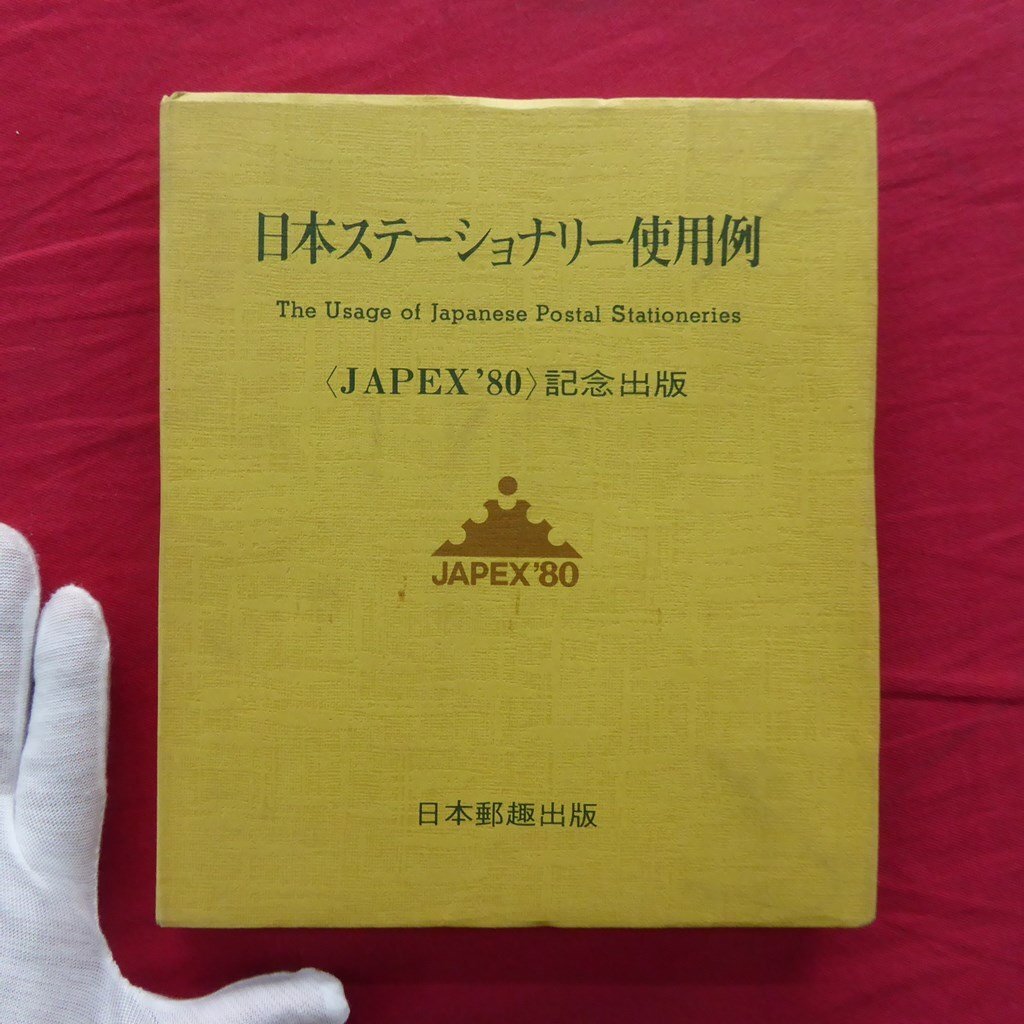 日本ステーショナリー使用例
The Usage of Japanese Postal Stationeries
〈JAPEX'80〉記念出版
JAPEX'80
日本郵趣出版